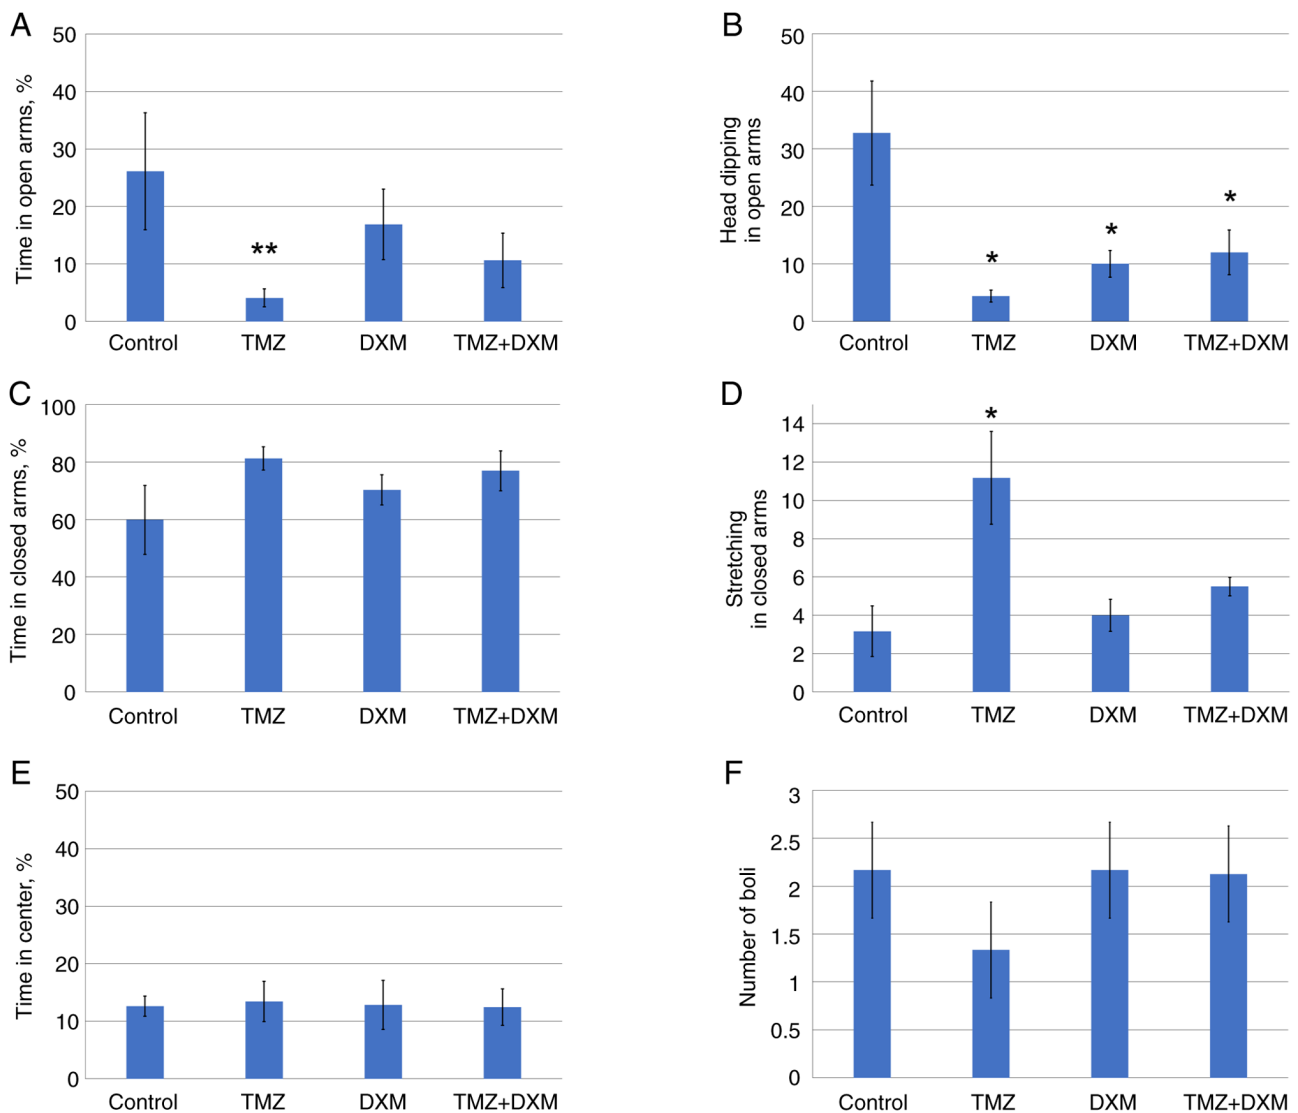 A
Time in open arms, %
50
40
30
20
10
0
**
Control TMZ DXM TMZ+DXM
B
Head dipping
in open arms
50
40
30
20
10
0
* * *
Control TMZ DXM TMZ+DXM
C
Time in closed arms, %
100
80
60
40
20
0
Control TMZ DXM TMZ+DXM
D
Stretching
in closed arms
14
12
10
8
6
4
2
0
*
Control TMZ DXM TMZ+DXM
E
Time in center, %
50
40
30
20
10
0
Control TMZ DXM TMZ+DXM
F
Number of boli
3
2.5
2
1.5
1
0.5
0
Control TMZ DXM TMZ+DXM